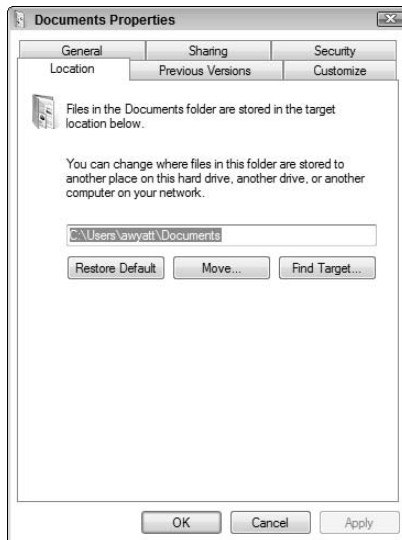 Documents Properties
General Sharing Security
Location Previous Versions Customize
Files in the Documents folder are stored in the target
location below.
You can change where files in this folder are stored to
another place on this hard drive, another drive, or another
computer on your network.
C:\Users\awyatt\Documents
Restore Default Move... Find Target...
OK Cancel Apply